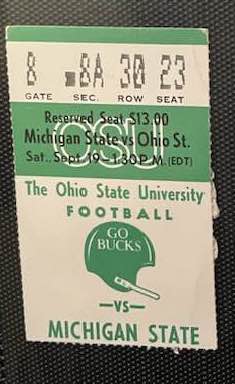 8 8A 30 23
GATE SEC. ROW SEAT
OSU
Reserved Seat $13.00
Michigan State vs Ohio St.
Sat., Sept. 19-1:30 P.M. (EDT)
The Ohio State University
FOOTBALL
GO
BUCKS
-VS-
MICHIGAN STATE